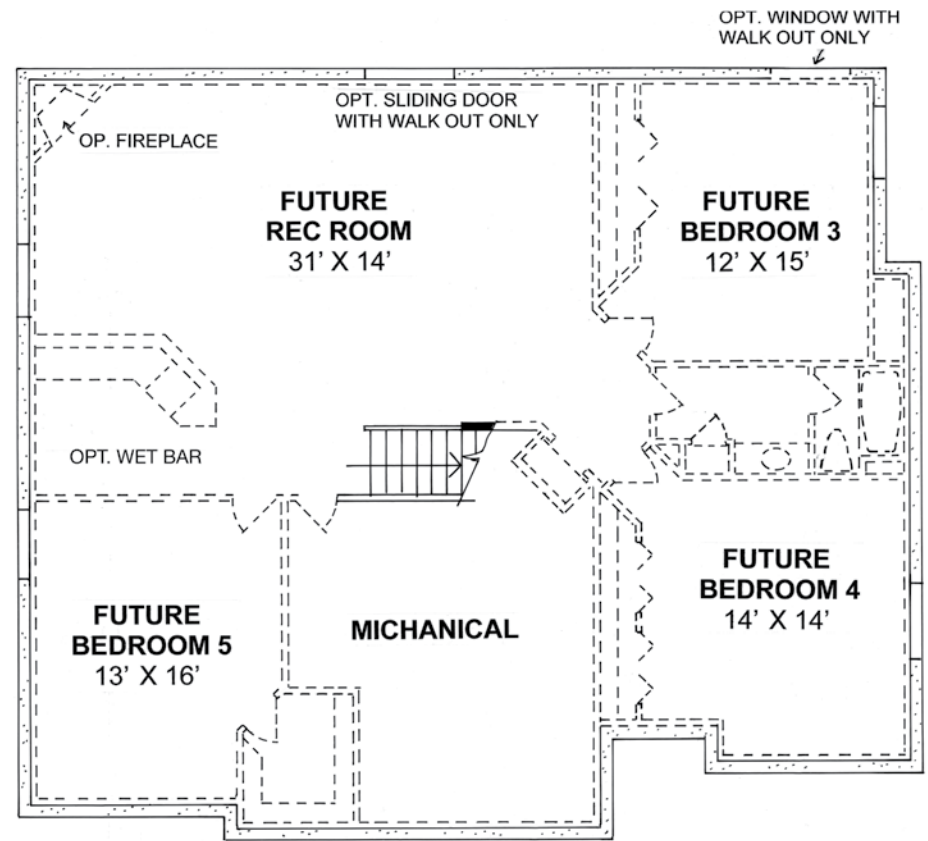 OPT. WINDOW WITH
WALK OUT ONLY
OPT. SLIDING DOOR
WITH WALK OUT ONLY
OP. FIREPLACE
FUTURE
REC ROOM
31’ X 14’
FUTURE
BEDROOM 3
12’ X 15’
OPT. WET BAR
FUTURE
BEDROOM 4
14’ X 14’
FUTURE
BEDROOM 5
13’ X 16’
MICHANICAL